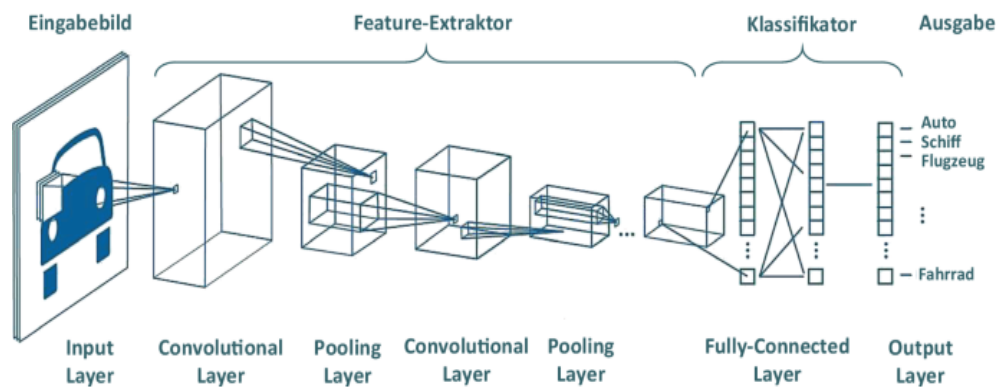 Eingabebild Feature-Extraktor Klassifikator Ausgabe
Auto
Schiff
Flugzeug
...
Fahrrad
Input Convolutional Pooling Convolutional Pooling Fully-Connected Output
Layer Layer Layer Layer Layer Layer Layer